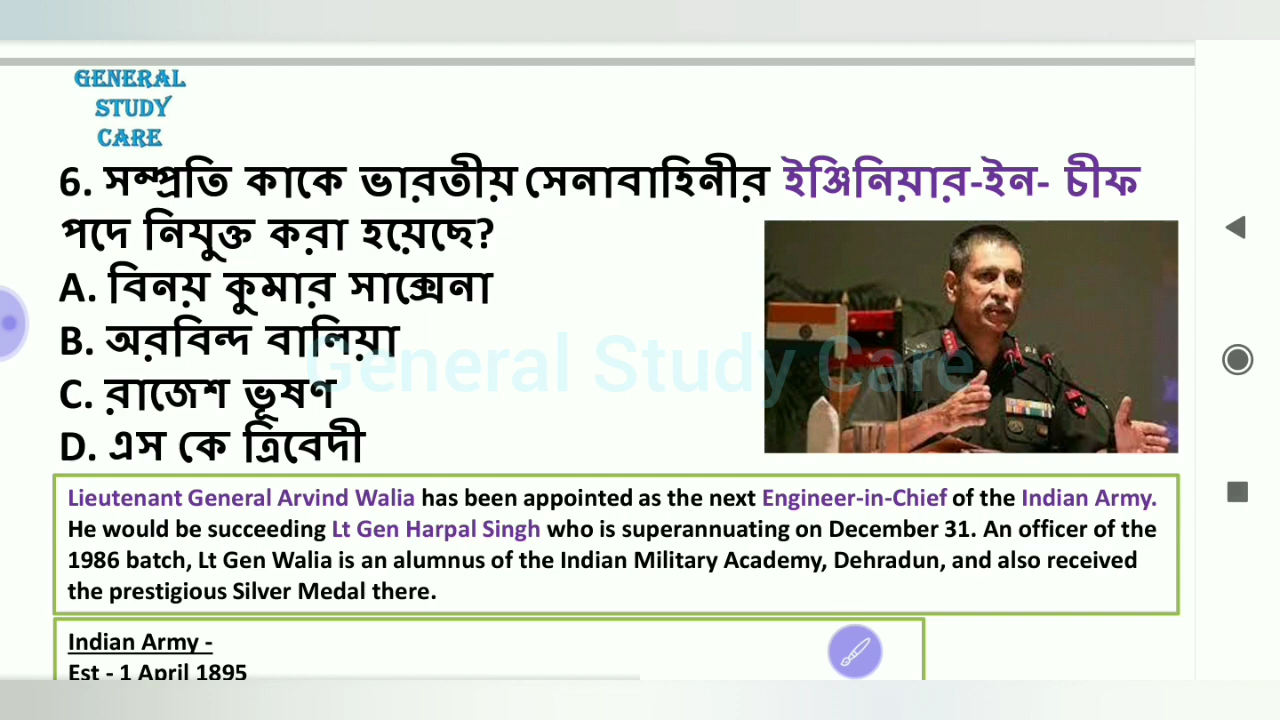 GENERAL
STUDY
CARE
6. সম্প্রতি কাকে ভারতীয় সেনাবাহিনীর ইঞ্জিনিয়ার-ইন- চীফ
পদে নিযুক্ত করা হয়েছে?
A. বিনয় কুমার সাক্সেনা
B. অরবিন্দ বালিয়া
C. রাজেশ ভূষণ
D. এস কে ত্রিবেদী
General Study Care
Lieutenant General Arvind Walia has been appointed as the next Engineer-in-Chief of the Indian Army.
He would be succeeding Lt Gen Harpal Singh who is superannuating on December 31. An officer of the
1986 batch, Lt Gen Walia is an alumnus of the Indian Military Academy, Dehradun, and also received
the prestigious Silver Medal there.
Indian Army -
Est - 1 April 1895